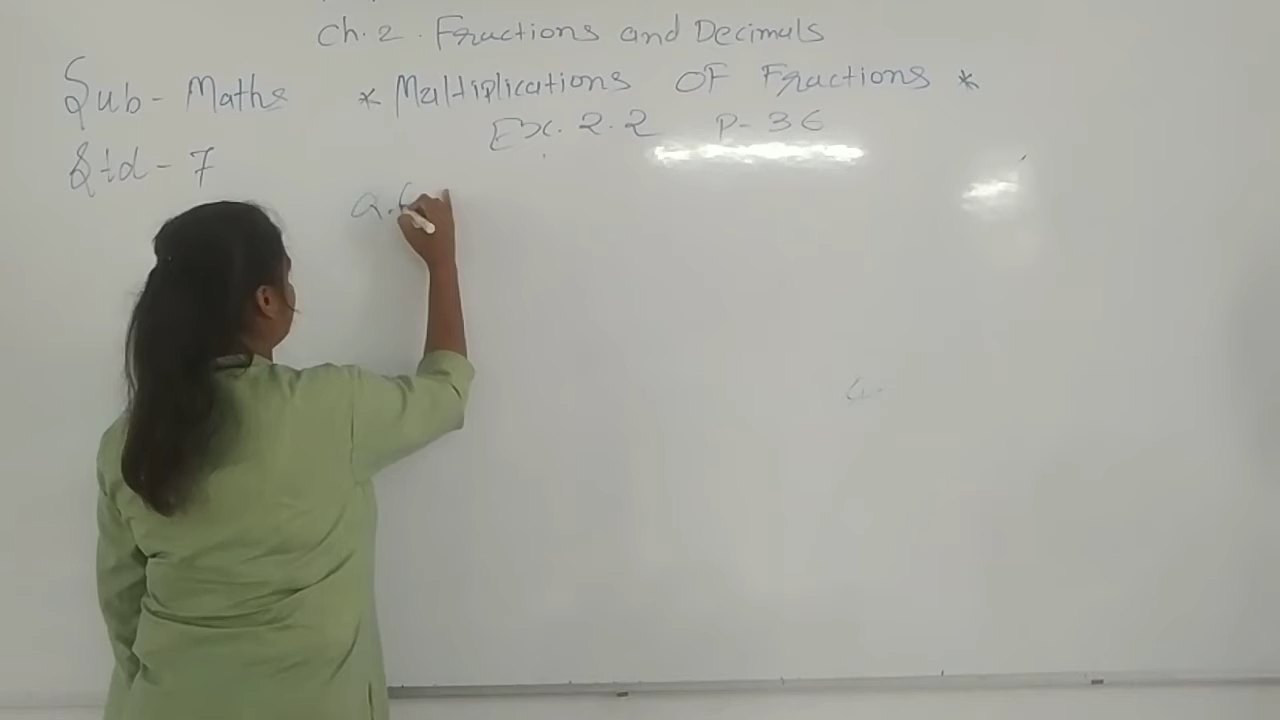 Ch. 2. Fractions and Decimals
Sub - Maths * Multiplications OF Fractions *
Ex. 2.2 P-36
Std - 7
Q.